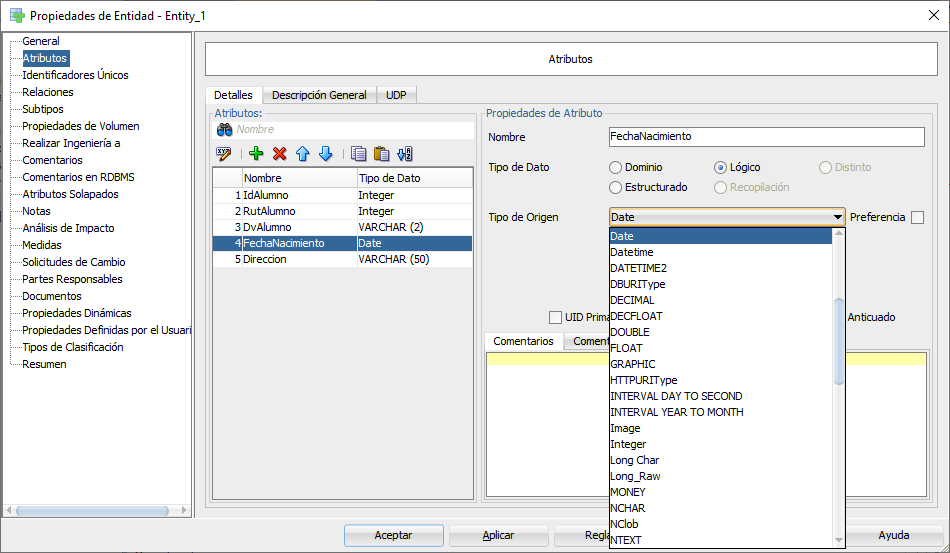 Propiedades de Entidad - Entity_1
General
Atributos
Identificadores Únicos
Relaciones
Subtipos
Propiedades de Volumen
Realizar Ingeniería a
Comentarios
Comentarios en RDBMS
Atributos Solapados
Notas
Análisis de Impacto
Medidas
Solicitudes de Cambio
Partes Responsables
Documentos
Propiedades Dinámicas
Propiedades Definidas por el Usuari
Tipos de Clasificación
Resumen
Atributos
Detalles Descripción General UDP
Atributos:
Nombre
Nombre Tipo de Dato
1 IdAlumno Integer
2 RutAlumno Integer
3 DvAlumno VARCHAR (2)
4 FechaNacimiento Date
5 Direccion VARCHAR (50)
Propiedades de Atributo
Nombre FechaNacimiento
Tipo de Dato Dominio Lógico Distinto
Estructurado Recopilación
Tipo de Origen Date Preferencia
Date
Datetime
DATETIME2
DBURIType
DECIMAL
DECFLOAT
DOUBLE
FLOAT
GRAPHIC
HTTPURIType
INTERVAL DAY TO SECOND
INTERVAL YEAR TO MONTH
Image
Integer
Long Char
Long_Raw
MONEY
NCHAR
NClob
NTEXT
UID Prima Anticuado
Comentarios Coment
Aceptar Aplicar Regla Ayuda